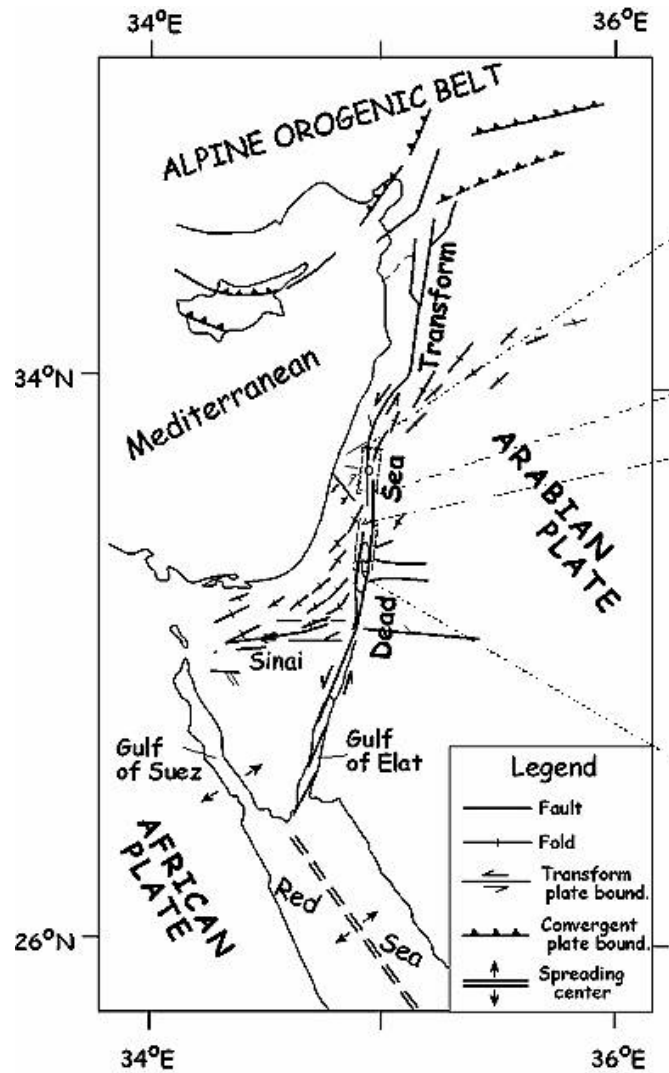 34°E
36°E
ALPINE OROGENIC BELT
Transform
34°N
Mediterranean
Sea
ARABIAN
PLATE
Dead
Sinai
Gulf
of Suez
Gulf
of Elat
AFRICAN
PLATE
Red
Sea
26°N
Legend
Fault
Fold
Transform
plate bound.
Convergent
plate bound.
Spreading
center
34°E
36°E